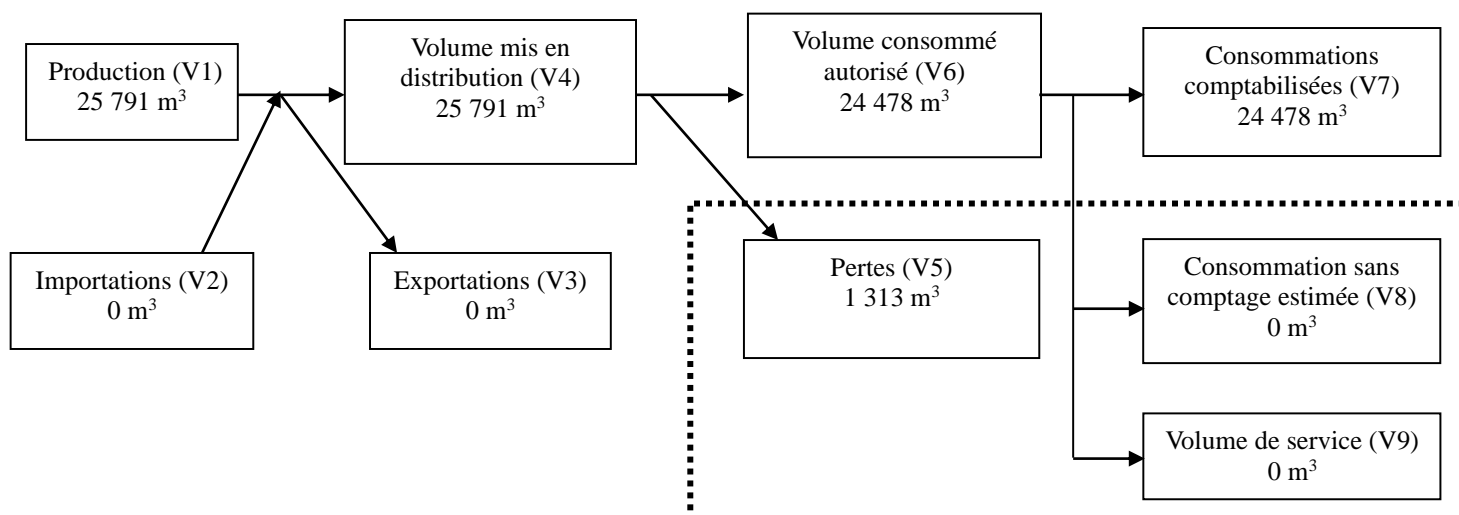 Production (V1)
25 791 m³
Volume mis en
distribution (V4)
25 791 m³
Volume consommé
autorisé (V6)
24 478 m³
Consommations
comptabilisées (V7)
24 478 m³
Importations (V2)
0 m³
Exportations (V3)
0 m³
Pertes (V5)
1 313 m³
Consommation sans
comptage estimée (V8)
0 m³
Volume de service (V9)
0 m³